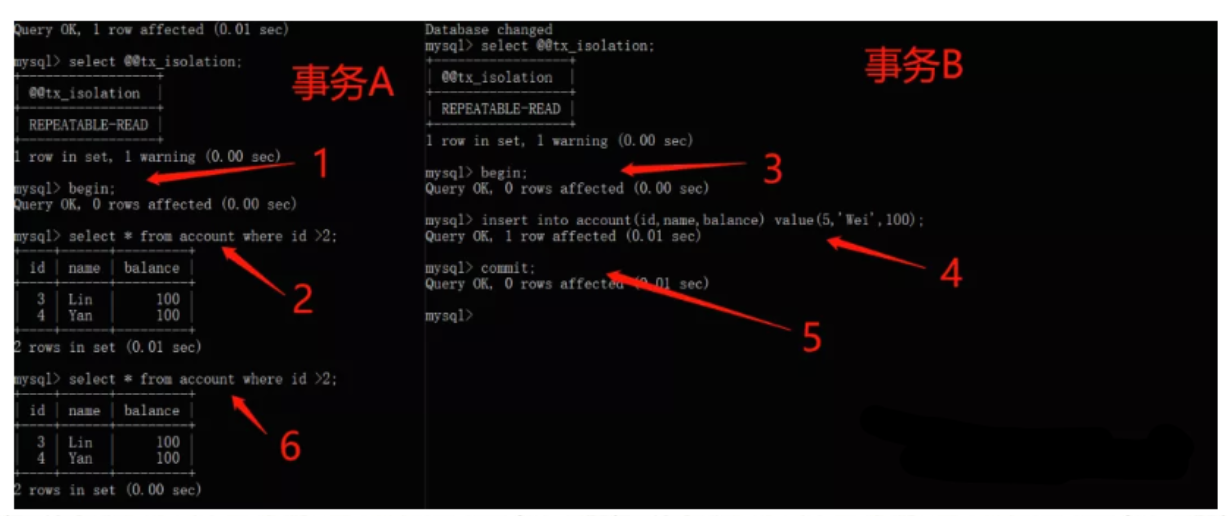 Query OK, 1 row affected (0.01 sec)
mysql> select @@tx_isolation;
事务A
@@tx_isolation
REPEATABLE-READ
1 row in set, 1 warning (0.00 sec)
1
mysql> begin;
Query OK, 0 rows affected (0.00 sec)
mysql> select * from account where id >2;
id | name | balance
3 | Lin | 100
4 | Yan | 100
2
2 rows in set (0.01 sec)
mysql> select * from account where id >2;
id | name | balance
3 | Lin | 100
4 | Yan | 100
6
2 rows in set (0.00 sec)
Database changed
mysql> select @@tx_isolation;
事务B
@@tx_isolation
REPEATABLE-READ
1 row in set, 1 warning (0.00 sec)
mysql> begin;
3
Query OK, 0 rows affected (0.00 sec)
mysql> insert into account(id,name,balance) value(5,'Wei',100);
Query OK, 1 row affected (0.01 sec)
4
mysql> commit;
Query OK, 0 rows affected (0.01 sec)
5
mysql>